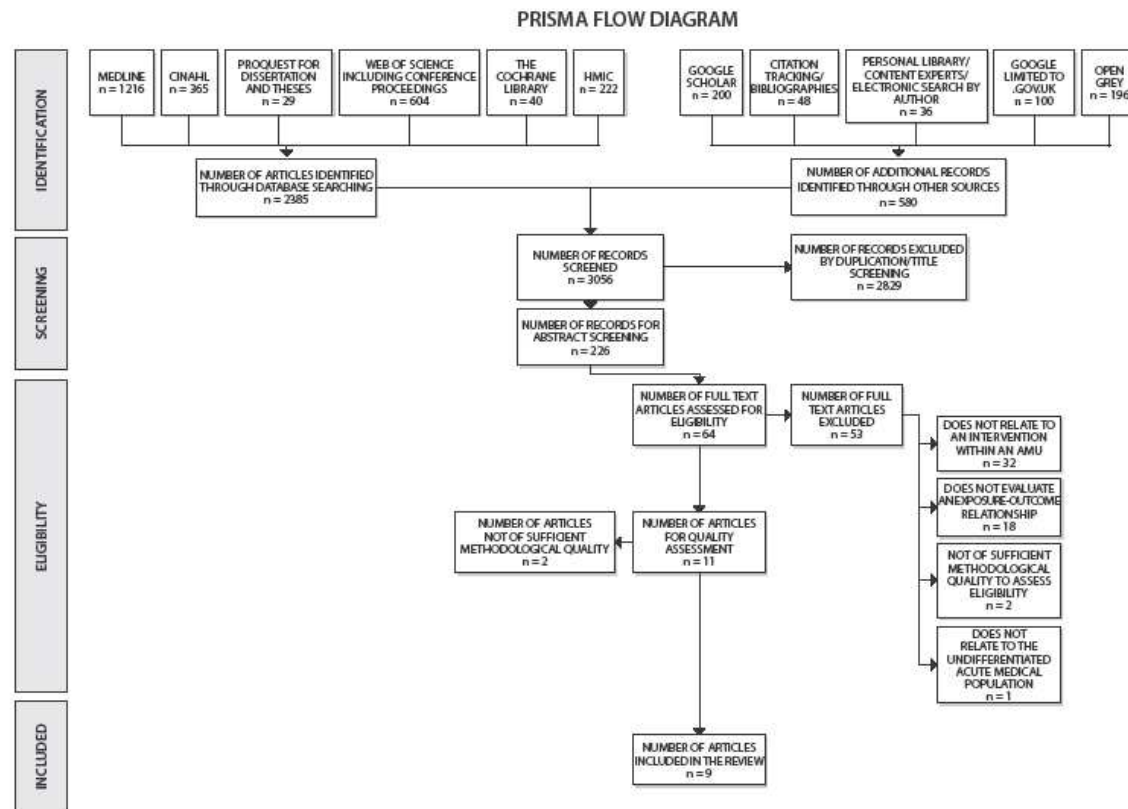 PRISMA FLOW DIAGRAM
IDENTIFICATION
MEDLINE
n = 1216
CINAHL
n = 365
PROQUEST FOR
DISSERTATION
AND THESES
n = 29
WEB OF SCIENCE
INCLUDING CONFERENCE
PROCEEDINGS
n = 604
THE
COCHRANE
LIBRARY
n = 40
HMIC
n = 222
GOOGLE
SCHOLAR
n = 200
CITATION
TRACKING/
BIBLIOGRAPHIES
n = 48
PERSONAL LIBRARY/
CONTENT EXPERTS/
ELECTRONIC SEARCH BY
AUTHOR
n = 36
GOOGLE
LIMITED TO
.GOV.UK
n = 100
OPEN
GREY
n = 196
NUMBER OF ARTICLES IDENTIFIED
THROUGH DATABASE SEARCHING
n = 2385
NUMBER OF ADDITIONAL RECORDS
IDENTIFIED THROUGH OTHER SOURCES
n = 580
SCREENING
NUMBER OF RECORDS
SCREENED
n = 3056
NUMBER OF RECORDS EXCLUDED
BY DUPLICATION/TITLE
SCREENING
n = 2829
NUMBER OF RECORDS FOR
ABSTRACT SCREENING
n = 226
ELIGIBILITY
NUMBER OF FULL TEXT
ARTICLES ASSESSED FOR
ELIGIBILITY
n = 64
NUMBER OF FULL
TEXT ARTICLES
EXCLUDED
n = 53
DOES NOT RELATE TO
AN INTERVENTION
WITHIN AN AMU
n = 32
DOES NOT EVALUATE
AN EXPOSURE-OUTCOME
RELATIONSHIP
n = 18
NOT OF SUFFICIENT
METHODOLOGICAL
QUALITY TO ASSESS
ELIGIBILITY
n = 2
DOES NOT
RELATE TO THE
UNDIFFERENTIATED
ACUTE MEDICAL
POPULATION
n = 1
NUMBER OF ARTICLES
NOT OF SUFFICIENT
METHODOLOGICAL QUALITY
n = 2
NUMBER OF ARTICLES
FOR QUALITY
ASSESSMENT
n = 11
INCLUDED
NUMBER OF ARTICLES
INCLUDED IN THE REVIEW
n = 9